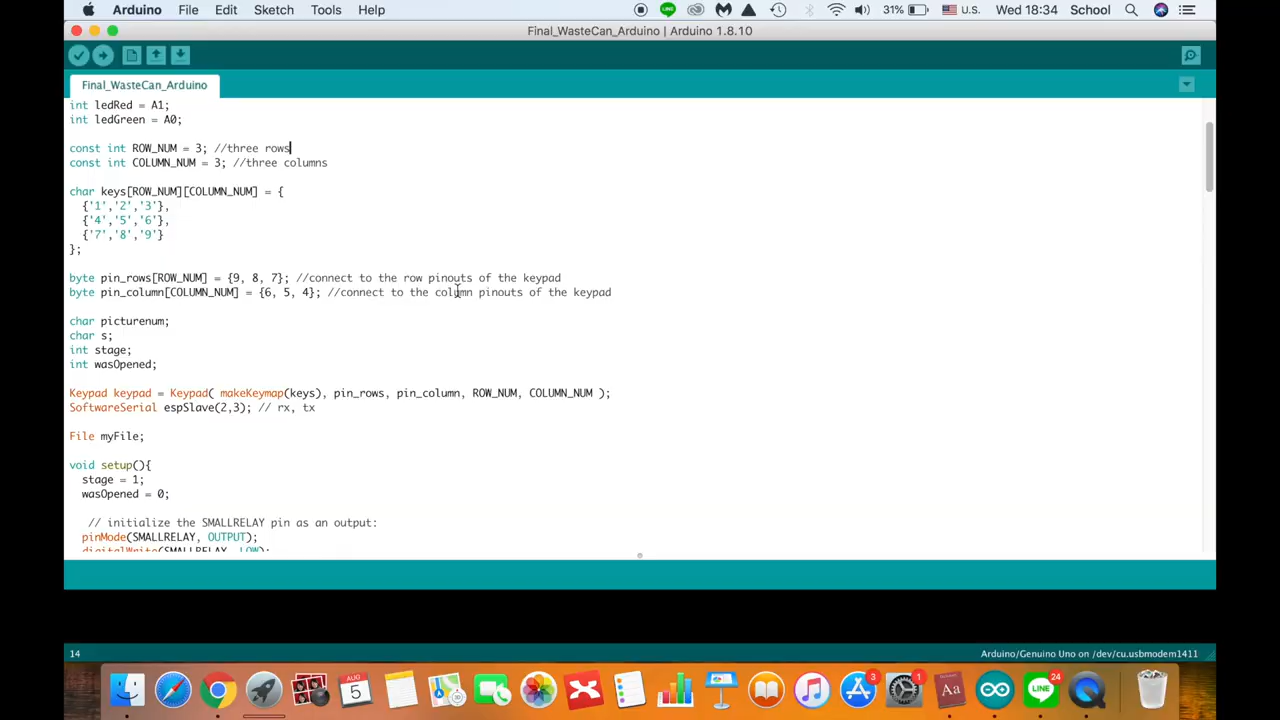 Arduino File Edit Sketch Tools Help 31% U.S. Wed 18:34 School
Final_WasteCan_Arduino | Arduino 1.8.10
Final_WasteCan_Arduino
int ledRed = A1;
int ledGreen = A0;
const int ROW_NUM = 3; //three rows
const int COLUMN_NUM = 3; //three columns
char keys[ROW_NUM][COLUMN_NUM] = {
{'1','2','3'},
{'4','5','6'},
{'7','8','9'}
};
byte pin_rows[ROW_NUM] = {9, 8, 7}; //connect to the row pinouts of the keypad
byte pin_column[COLUMN_NUM] = {6, 5, 4}; //connect to the column pinouts of the keypad
char picturenum;
char s;
int stage;
int wasOpened;
Keypad keypad = Keypad( makeKeymap(keys), pin_rows, pin_column, ROW_NUM, COLUMN_NUM );
SoftwareSerial espSlave(2,3); // rx, tx
File myFile;
void setup(){
stage = 1;
wasOpened = 0;
// initialize the SMALLRELAY pin as an output:
pinMode(SMALLRELAY, OUTPUT);
digitalWrite(SMALLRELAY, LOW);
14 Arduino/Genuino Uno on /dev/cu.usbmodem1411
AUG
5
3
1
Aa
24